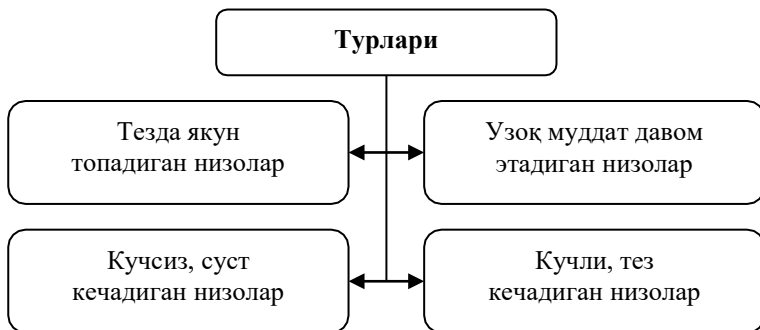 Турлари
Тезда якун
топадиган низолар
Узоқ муддат давом
этадиган низолар
Кучсиз, суст
кечадиган низолар
Кучли, тез
кечадиган низолар